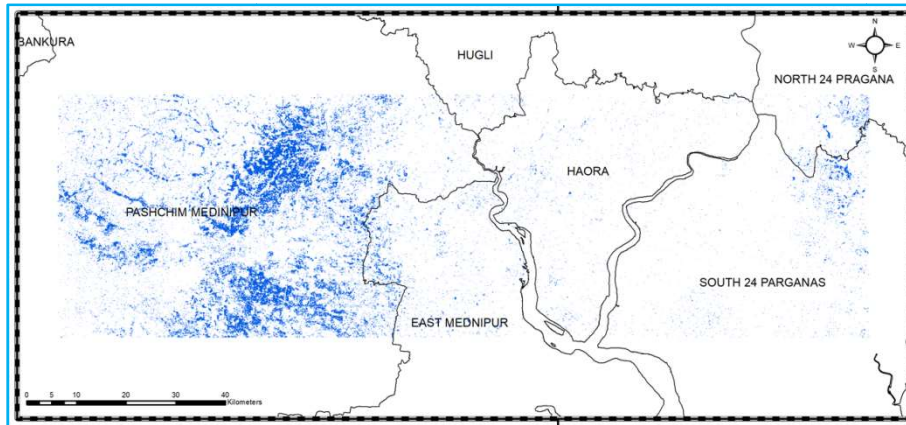 BANKURA
HUGLI
N
W E
S
NORTH 24 PRAGANA
HAORA
PASHCHIM MEDINIPUR
SOUTH 24 PARGANAS
EAST MEDNIPUR
0 5 10 20 30 40
Kilometers